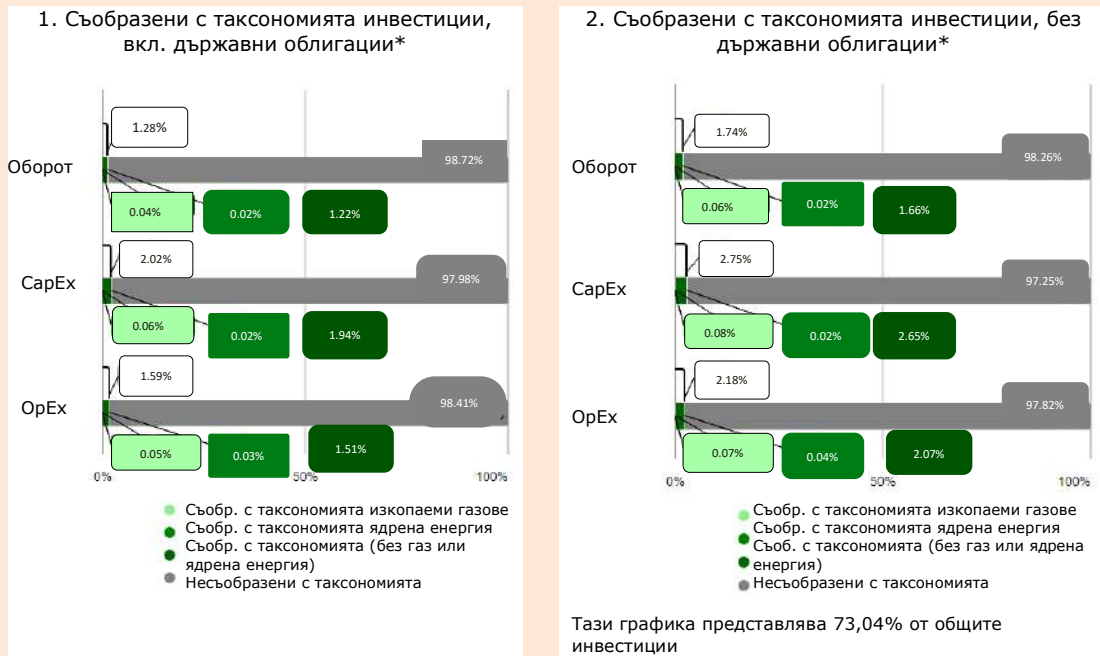 1. Съобразени с таксономията инвестиции,
вкл. държавни облигации*
1.28%
98.72%
Оборот
0.04%
0.02%
1.22%
2.02%
97.98%
CapEx
0.06%
0.02%
1.94%
1.59%
98.41%
OpEx
0.05%
0.03%
1.51%
0%
50%
100%
Съобр. с таксономията изкопаеми газове
Съобр. с таксономията ядрена енергия
Съобр. с таксономията (без газ или
ядрена енергия)
Несъобразени с таксономията
2. Съобразени с таксономията инвестиции, без
държавни облигации*
1.74%
98.26%
Оборот
0.06%
0.02%
1.66%
2.75%
97.25%
CapEx
0.08%
0.02%
2.65%
2.18%
97.82%
OpEx
0.07%
0.04%
2.07%
0%
50%
100%
Съобр. с таксономията изкопаеми газове
Съобр. с таксономията ядрена енергия
Съоб. с таксономията (без газ или ядрена
енергия)
Несъобразени с таксономията
Тази графика представлява 73,04% от общите
инвестиции